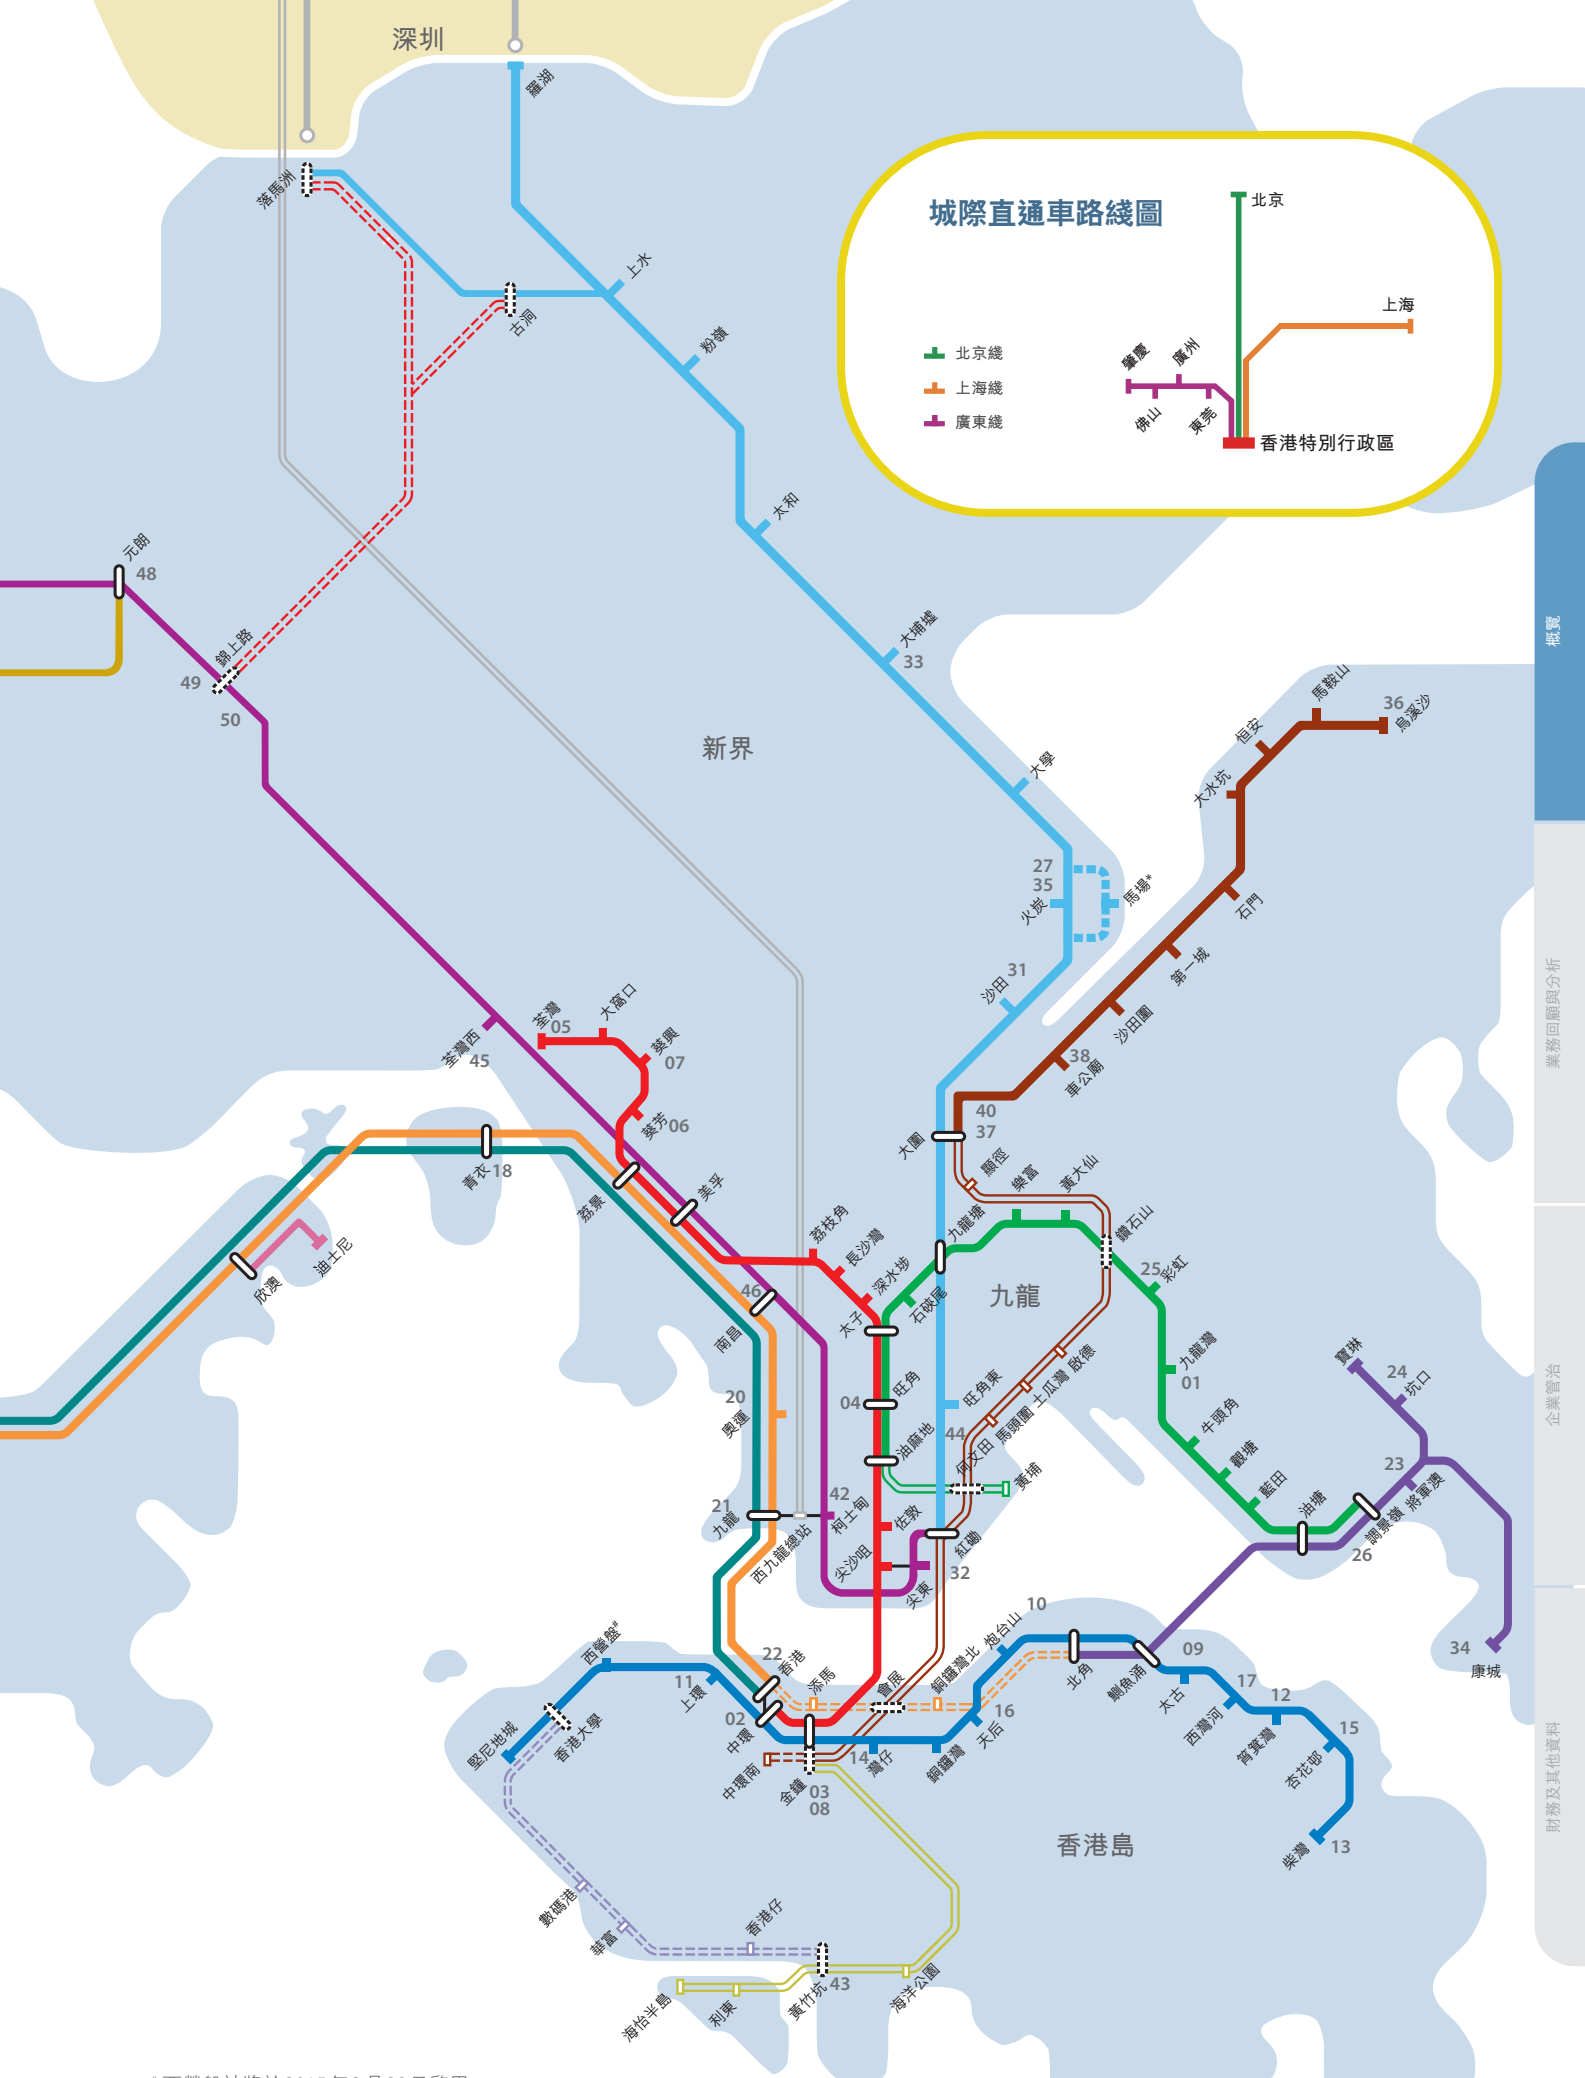 深圳
羅湖
落馬洲
古洞
上水
粉嶺
城際直通車路綫圖
北京
上海
北京綫
上海綫
廣東綫
肇慶
廣州
佛山
東莞
香港特別行政區
太和
元朗
48
錦上路
49
50
大埔墟
33
新界
大學
馬鞍山
36
烏溪沙
恒安
大水坑
27
35
火炭
馬場*
石門
沙田
31
第一城
沙田圍
38
車公廟
荃灣西
45
荃灣
05
大窩口
葵興
07
葵芳
06
40
37
大圍
顯徑
青衣
18
荔景
美孚
荔枝角
長沙灣
深水埗
石硤尾
九龍塘
樂富
黃大仙
鑽石山
25
彩虹
九龍
迪士尼
欣澳
46
南昌
太子
旺角
04
旺角東
九龍灣
01
啟德
土瓜灣
馬頭圍
20
奧運
油麻地
44
何文田
黃埔
牛頭角
觀塘
藍田
油塘
寶琳
24
坑口
23
將軍澳
調景嶺
26
21
九龍
西九龍總站
42
柯士甸
佐敦
尖沙咀
尖東
紅磡
32
34
康城
西營盤#
11
上環
22
香港
添馬
會展
銅鑼灣北
炮台山
10
北角
鰂魚涌
09
太古
17
西灣河
12
筲箕灣
15
杏花邨
柴灣
13
堅尼地城
香港大學
02
中環
中環南
金鐘
03
08
14
灣仔
銅鑼灣
16
天后
香港島
數碼港
華富
香港仔
黃竹坑
43
海洋公園
利東
海怡半島
概覽
業務回顧與分析
企業管治
財務及其他資料